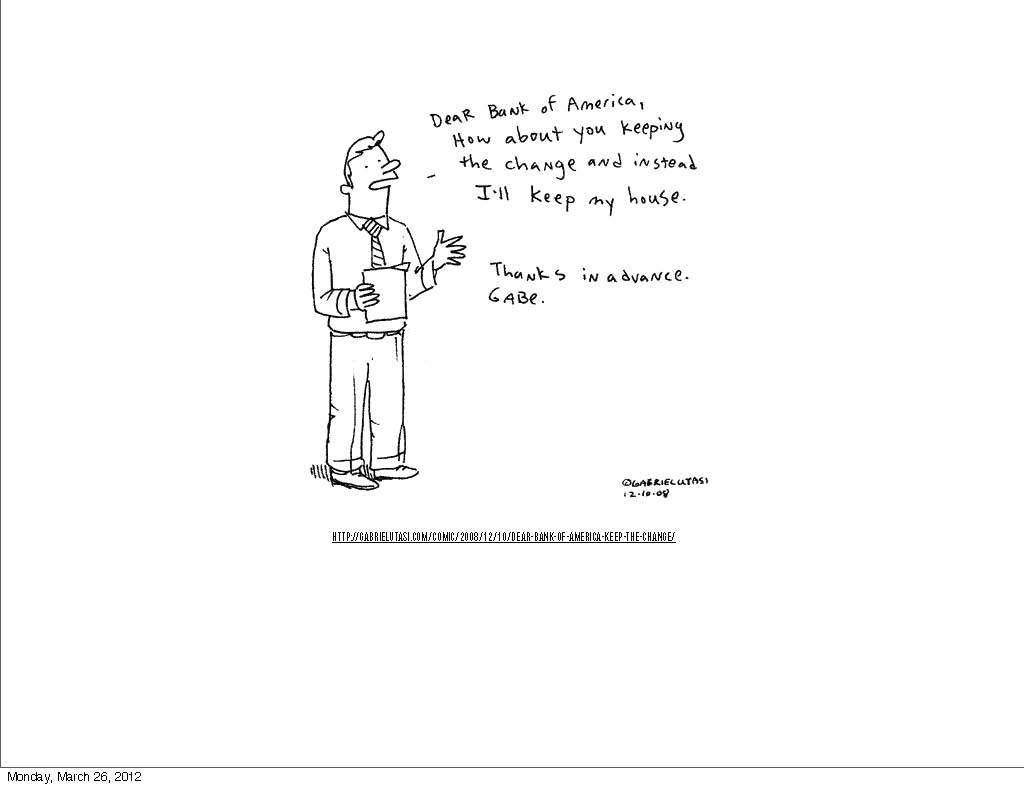 Dear Bank of America,
How about you keeping
the change and instead
I'll keep my house.
Thanks in advance.
Gabe.
©GABRIELUTASI
12.10.08
HTTP://GABRIELUTASI.COM/COMIC/2008/12/10/DEAR-BANK-OF-AMERICA-KEEP-THE-CHANGE/
Monday, March 26, 2012